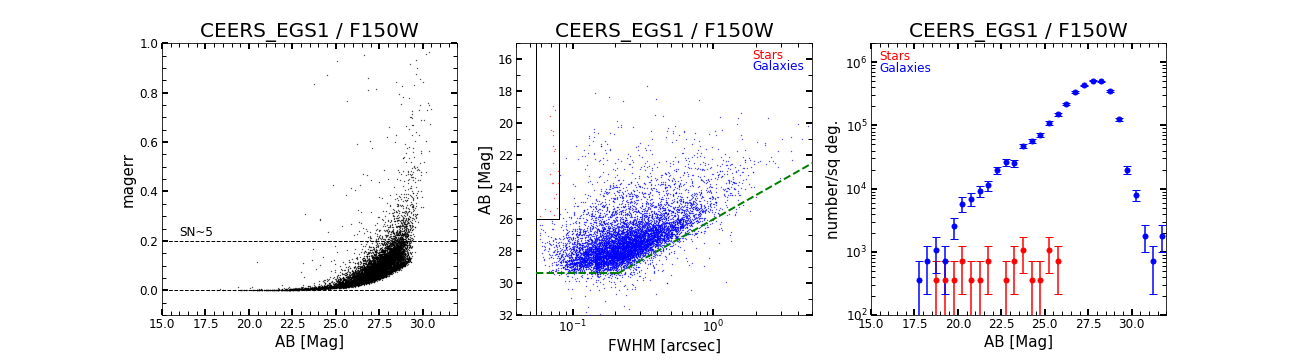 CEERS_EGS1 / F150W
1.0
0.8
0.6
0.4
0.2
0.0
magerr
SN~5
15.0 17.5 20.0 22.5 25.0 27.5 30.0
AB [Mag]
CEERS_EGS1 / F150W
16
18
20
22
24
26
28
30
32
AB [Mag]
Stars
Galaxies
10⁻¹ 10⁰
FWHM [arcsec]
CEERS_EGS1 / F150W
10⁶
10⁵
10⁴
10³
10²
number/sq deg.
Stars
Galaxies
15.0 17.5 20.0 22.5 25.0 27.5 30.0
AB [Mag]